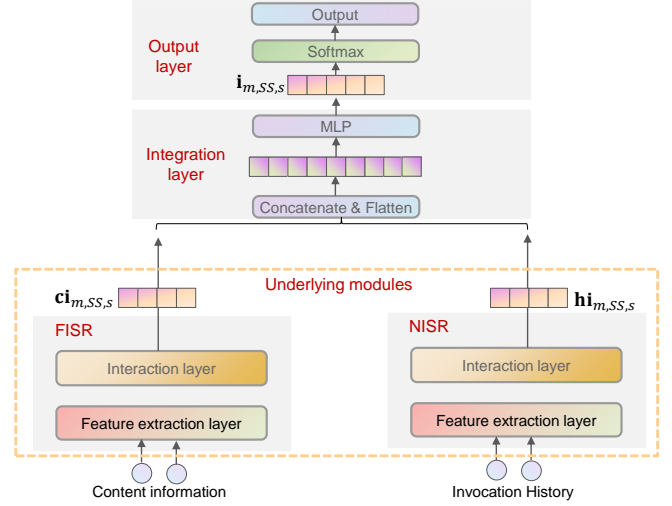 Output
Output
layer
Softmax
i_{m,SS,s}
MLP
Integration
layer
Concatenate & Flatten
Underlying modules
ci_{m,SS,s}
hi_{m,SS,s}
FISR
NISR
Interaction layer
Interaction layer
Feature extraction layer
Feature extraction layer
Content information
Invocation History